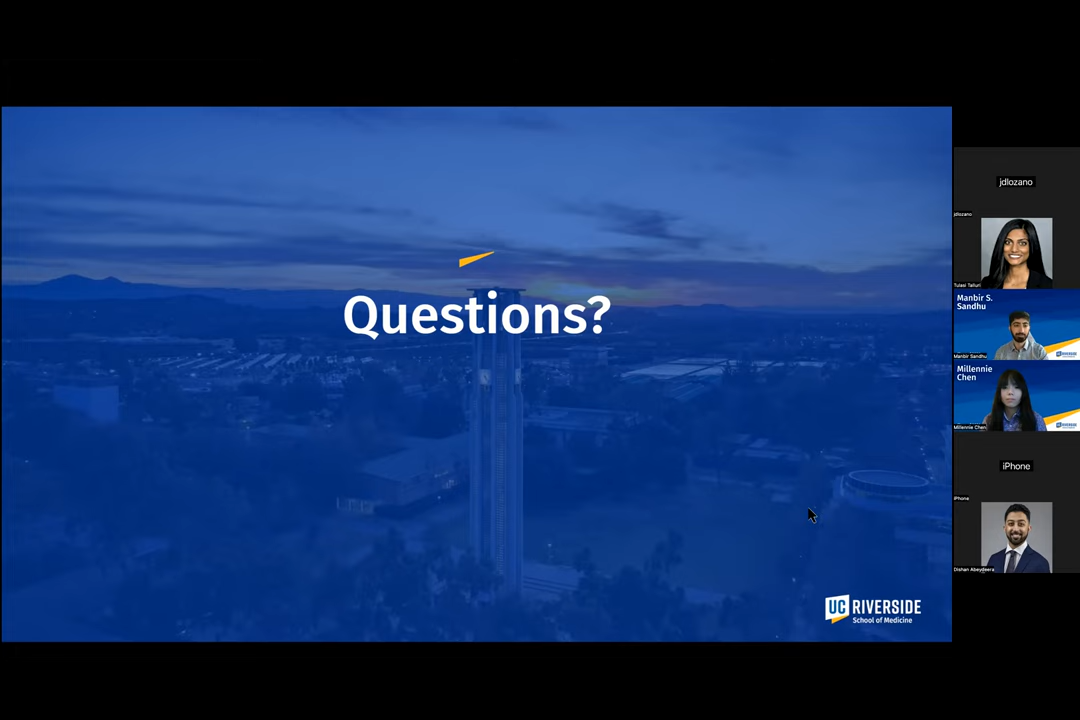 Questions?
UC RIVERSIDE
School of Medicine
jdlozano
jdlozano
Tulasi Talluri
Manbir S.
Sandhu
Manbir Sandhu
Millennie
Chen
Millennie Chen
iPhone
iPhone
Dishan Abeydeera